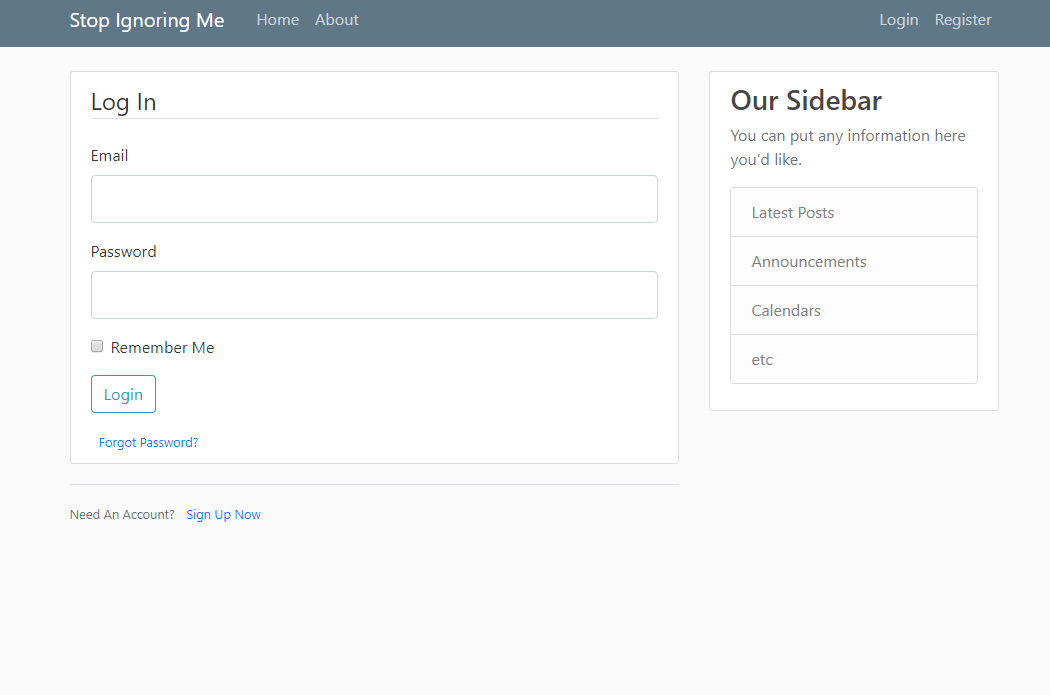 Stop Ignoring Me Home About Login Register
Log In
Email
Password
Remember Me
Login
Forgot Password?
Need An Account? Sign Up Now
Our Sidebar
You can put any information here
you'd like.
Latest Posts
Announcements
Calendars
etc